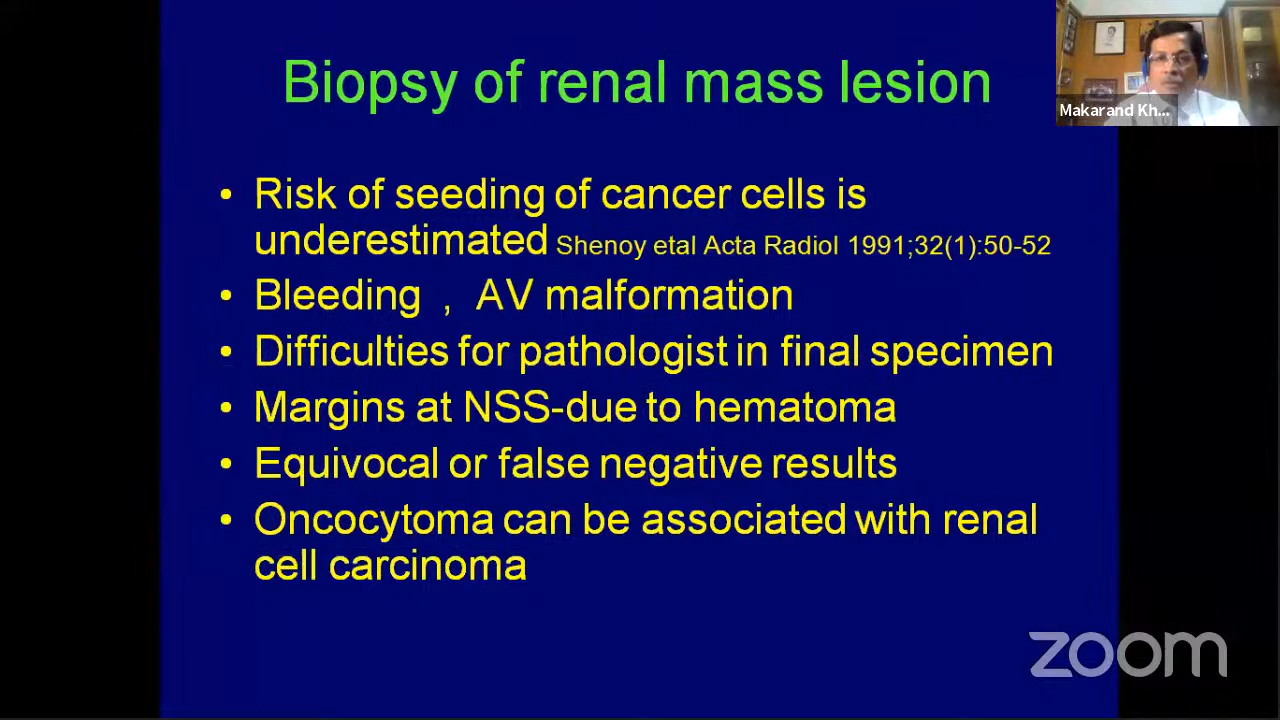 Biopsy of renal mass lesion
Makarand Kh...
• Risk of seeding of cancer cells is
underestimated Shenoy etal Acta Radiol 1991;32(1):50-52
• Bleeding , AV malformation
• Difficulties for pathologist in final specimen
• Margins at NSS-due to hematoma
• Equivocal or false negative results
• Oncocytoma can be associated with renal
cell carcinoma
zoom